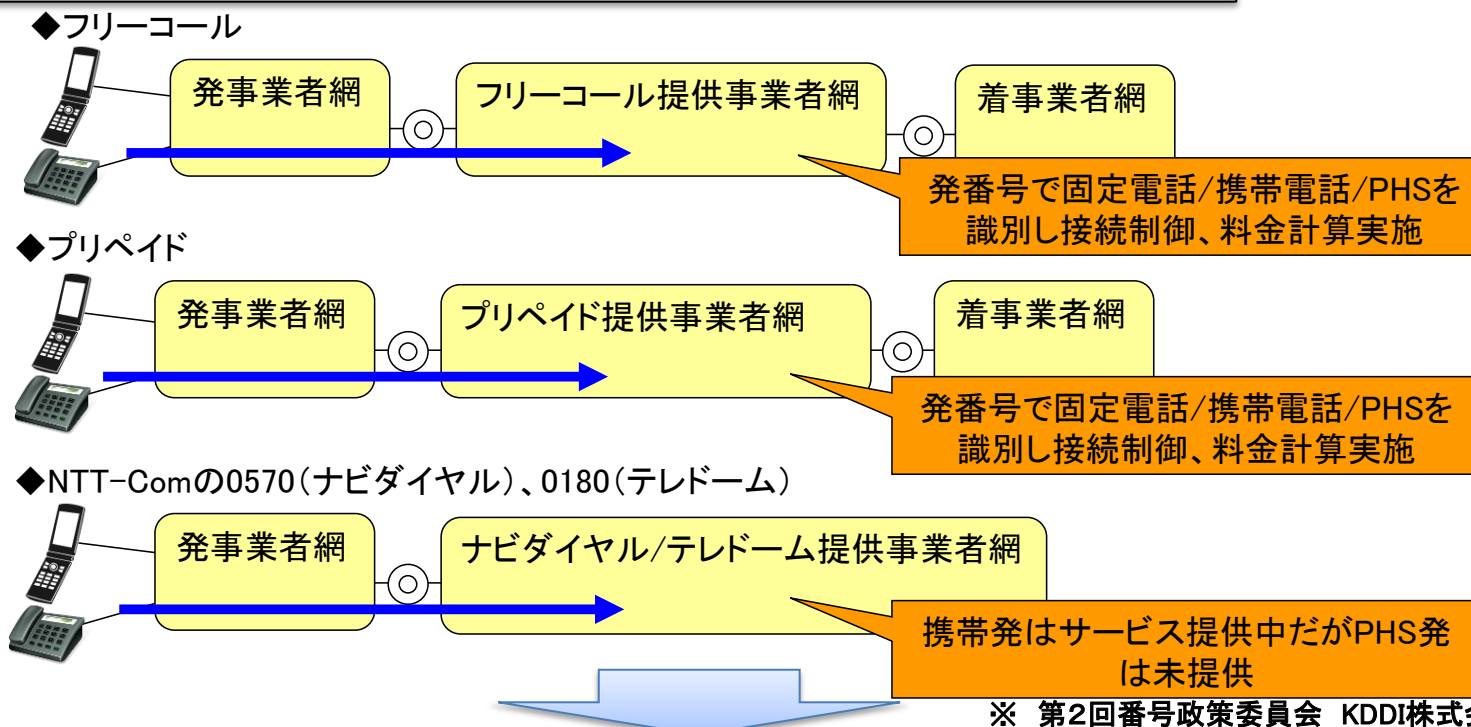 ◆フリーコール
発事業者網
フリーコール提供事業者網
着事業者網
発番号で固定電話/携帯電話/PHSを
識別し接続制御、料金計算実施
◆プリペイド
発事業者網
プリペイド提供事業者網
着事業者網
発番号で固定電話/携帯電話/PHSを
識別し接続制御、料金計算実施
◆NTT-Comの0570(ナビダイヤル)、0180(テレドーム)
発事業者網
ナビダイヤル/テレドーム提供事業者網
携帯発はサービス提供中だがPHS発
は未提供
※ 第2回番号政策委員会 KDDI株式会